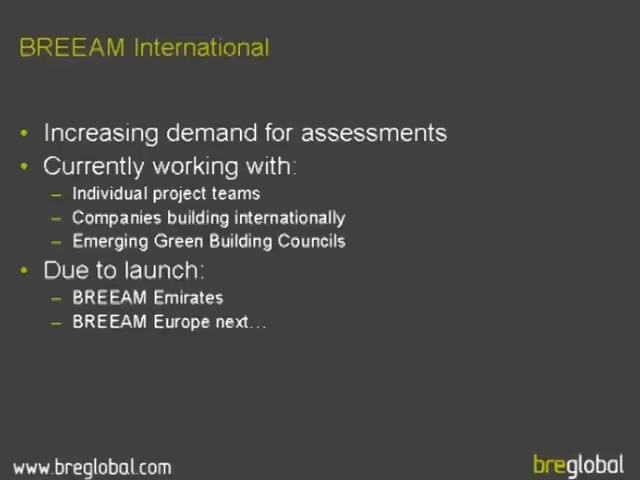 BREEAM International
• Increasing demand for assessments
• Currently working with:
– Individual project teams
– Companies building internationally
– Emerging Green Building Councils
• Due to launch:
– BREEAM Emirates
– BREEAM Europe next…
www.breglobal.com
breglobal